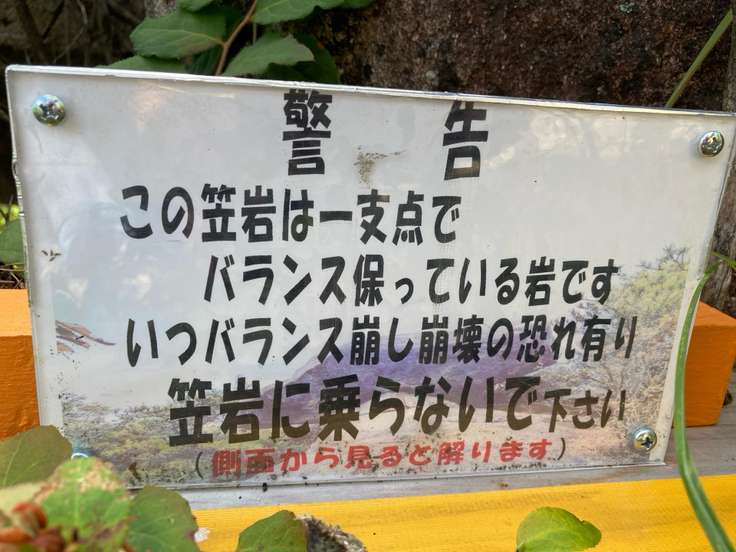 警告
この笠岩は一支点で
バランス保っている岩です
いつバランス崩し崩壊の恐れ有り
笠岩に乗らないで下さい
(側面から見ると解ります)